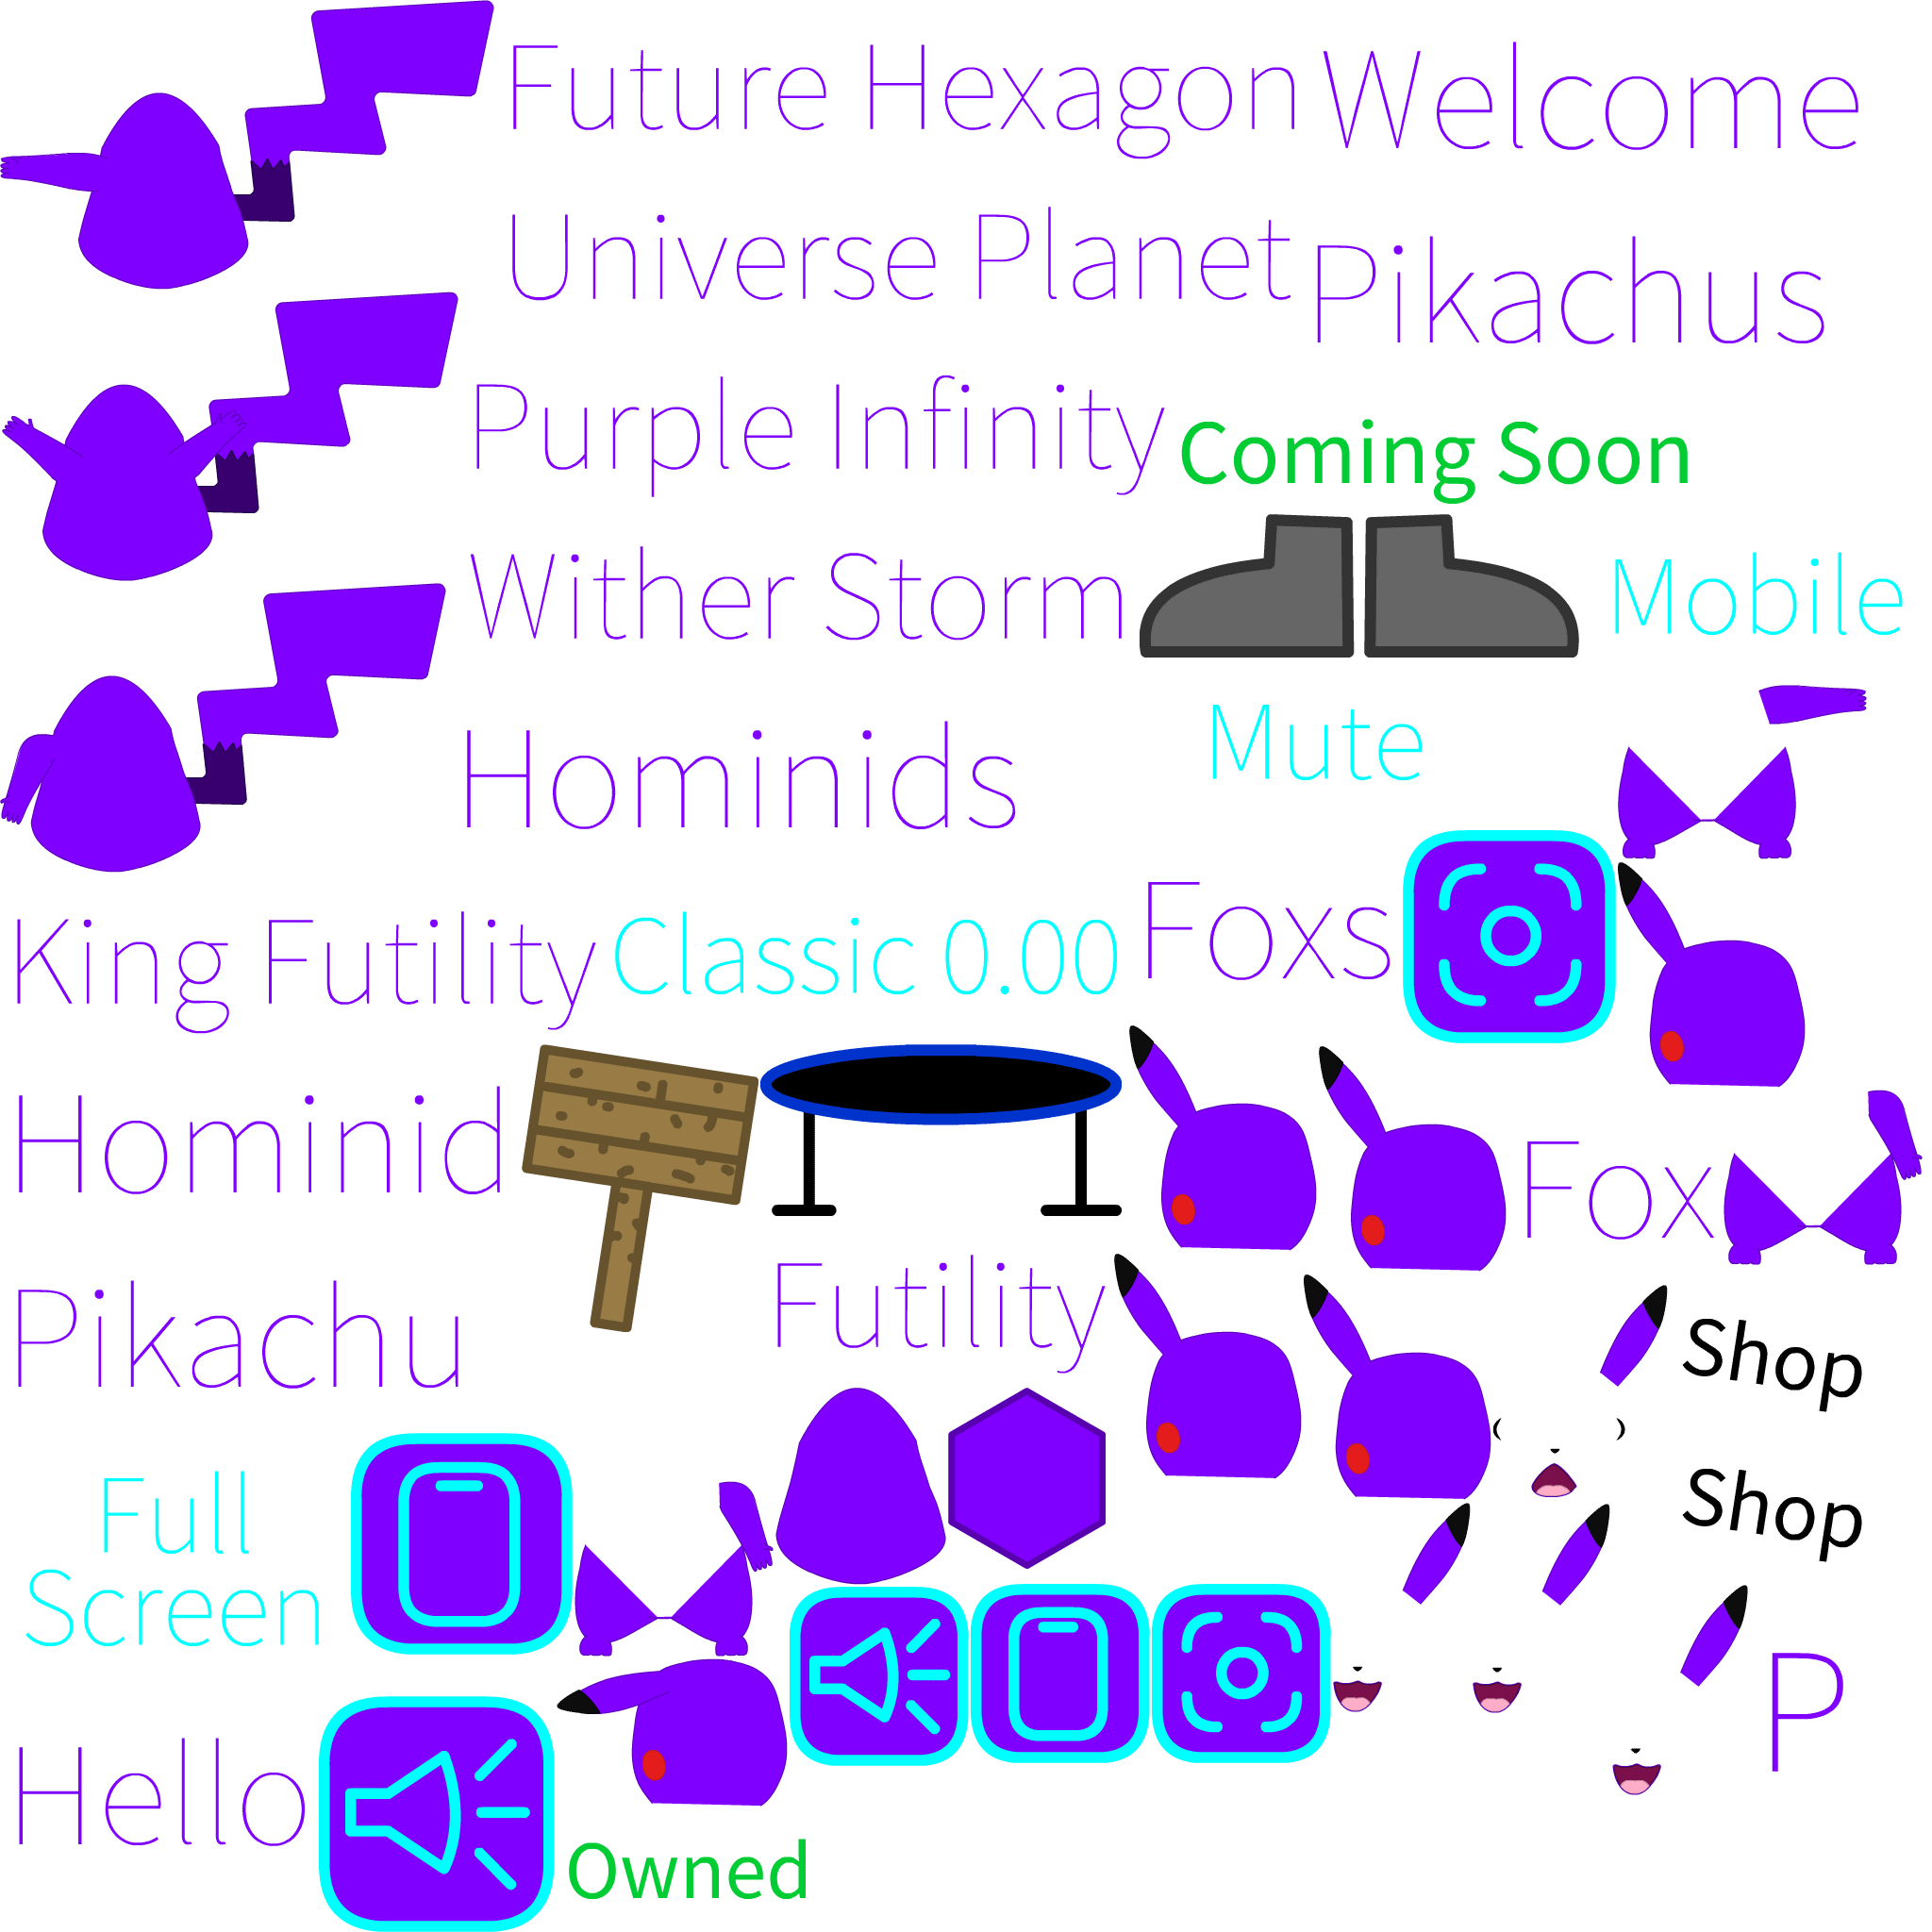 Future Hexagon
Welcome
Universe Planet
Pikachus
Purple Infinity
Coming Soon
Wither Storm
Mobile
Hominids
Mute
King Futility
Classic 0.00
Foxs
Hominid
Fox
Pikachu
Futility
Shop
Full
Screen
Shop
Hello
P
Owned